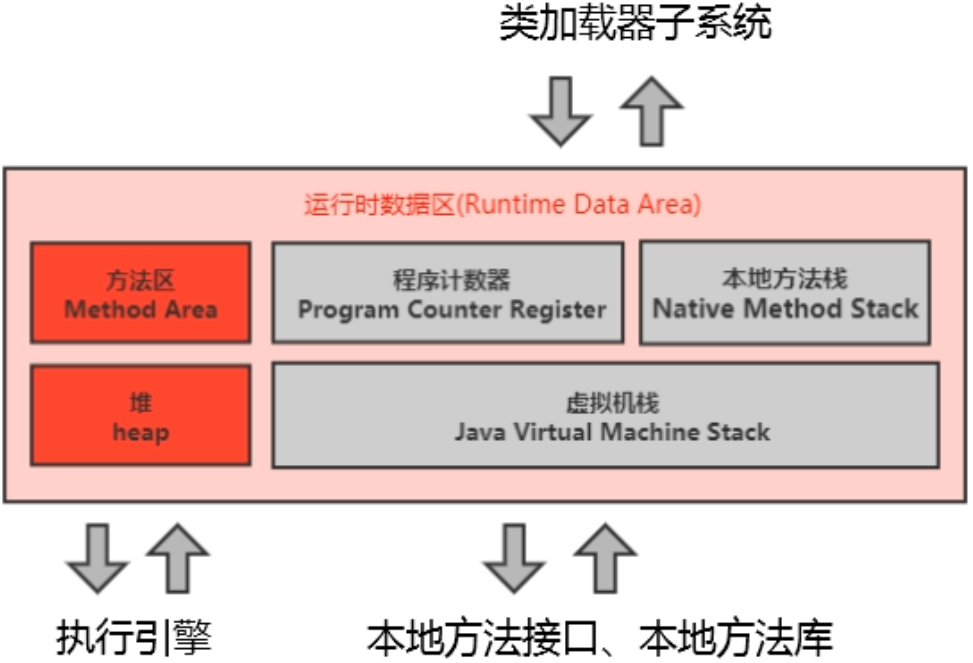 类加载器子系统
运行时数据区(Runtime Data Area)
方法区
Method Area
程序计数器
Program Counter Register
本地方法栈
Native Method Stack
堆
heap
虚拟机栈
Java Virtual Machine Stack
执行引擎
本地方法接口、本地方法库